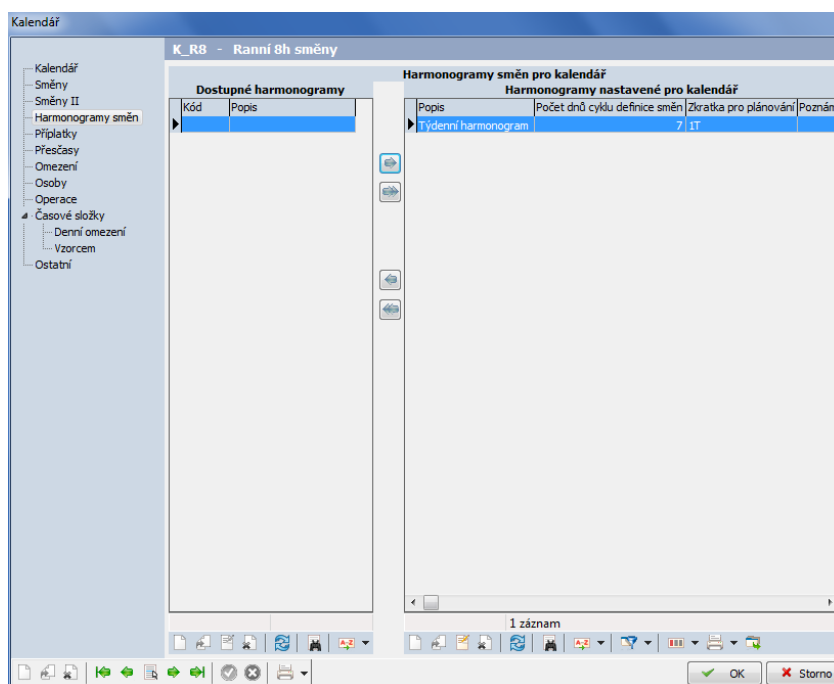 Kalendář
K_R8 - Ranní 8h směny
Kalendář
Směny
Směny II
Harmonogramy směn
Příplatky
Přesčasy
Omezení
Osoby
Operace
Časové složky
Denní omezení
Vzorcem
Ostatní
Harmonogramy směn pro kalendář
Dostupné harmonogramy
Kód Popis
Harmonogramy nastavené pro kalendář
Popis Počet dnů cyklu definice směn Zkratka pro plánování Poznám
Týdenní harmonogram 7 1T
1 záznam
A-Z
A-Z
OK Storno